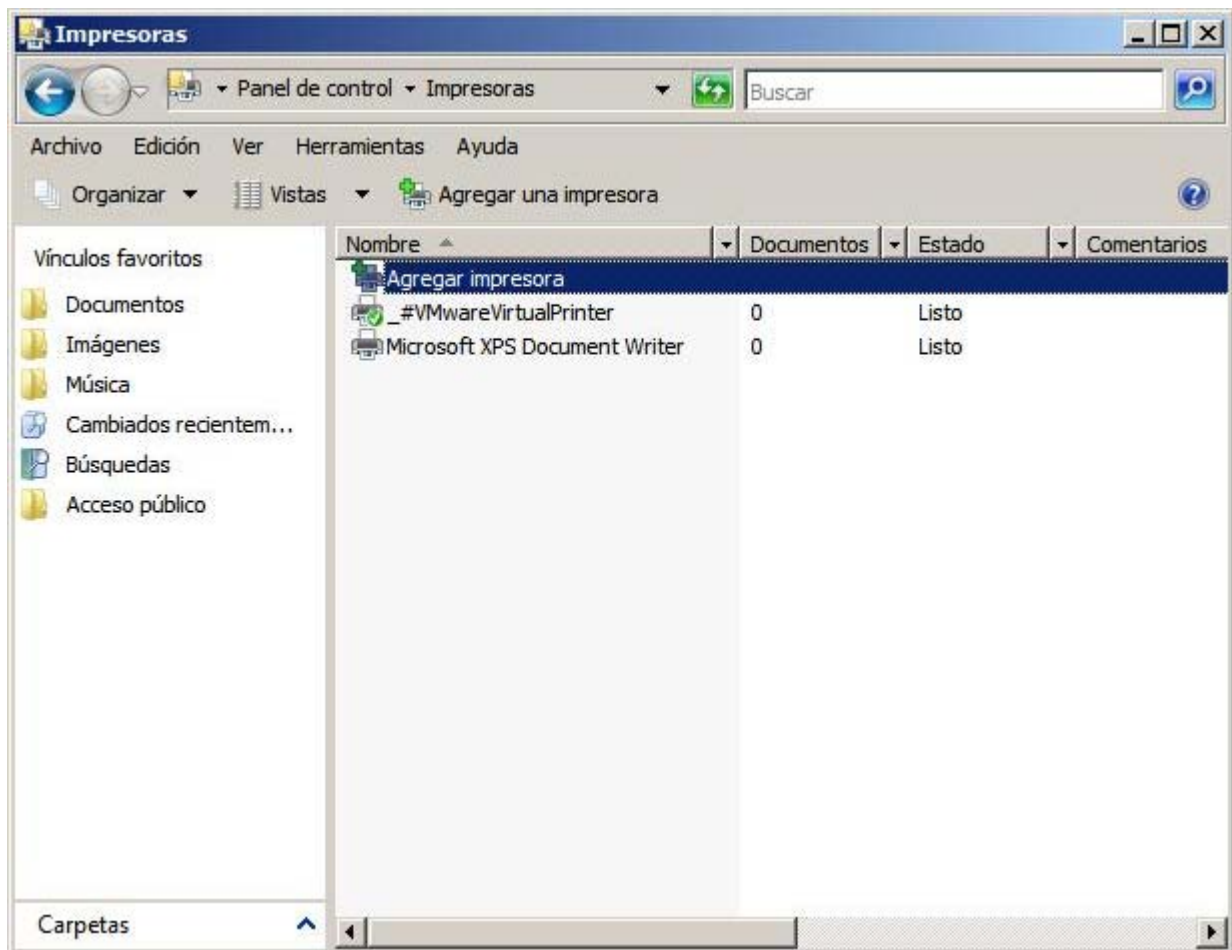 Impresoras
Panel de control Impresoras Buscar
Archivo Edición Ver Herramientas Ayuda
Organizar Vistas Agregar una impresora
Vínculos favoritos
Documentos
Imágenes
Música
Cambiados recientem...
Búsquedas
Acceso público
Carpetas
Nombre Documentos Estado Comentarios
Agregar impresora
_#VMwareVirtualPrinter 0 Listo
Microsoft XPS Document Writer 0 Listo